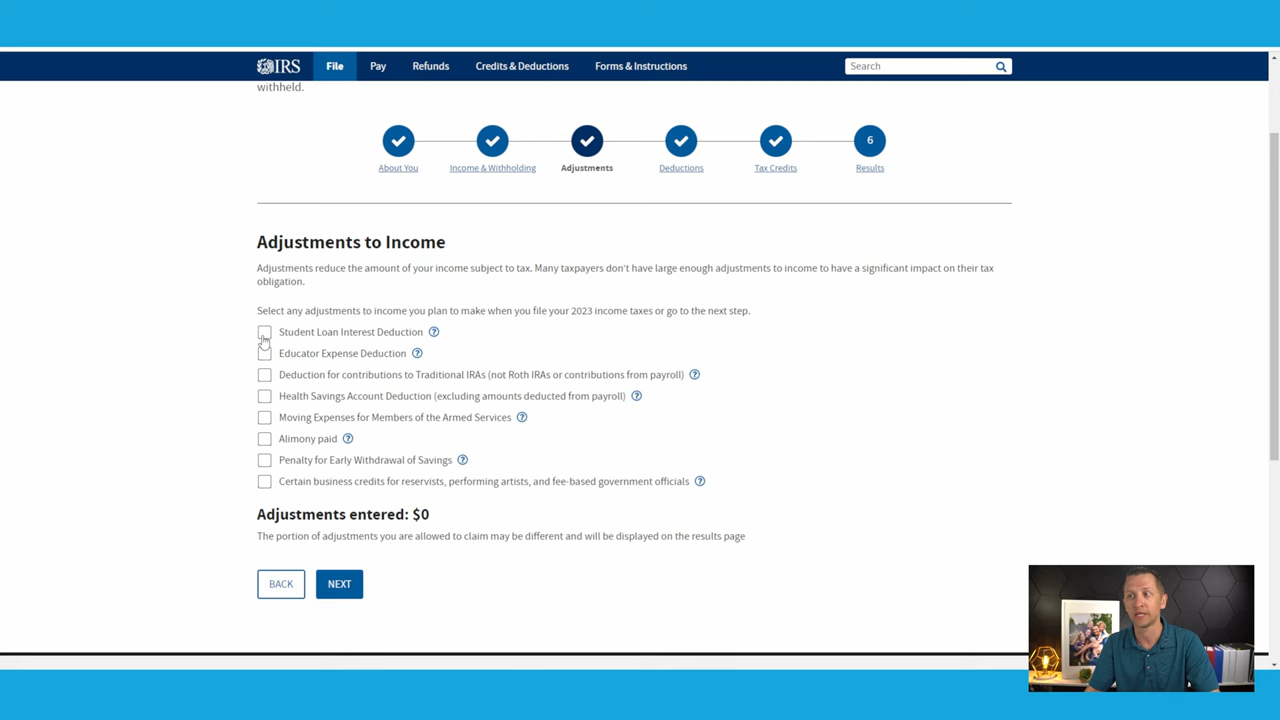 IRS
File
Pay
Refunds
Credits & Deductions
Forms & Instructions
Search
withheld.
6
About You
Income & Withholding
Adjustments
Deductions
Tax Credits
Results
Adjustments to Income
Adjustments reduce the amount of your income subject to tax. Many taxpayers don't have large enough adjustments to income to have a significant impact on their tax
obligation.
Select any adjustments to income you plan to make when you file your 2023 income taxes or go to the next step.
Student Loan Interest Deduction ?
Educator Expense Deduction ?
Deduction for contributions to Traditional IRAs (not Roth IRAs or contributions from payroll) ?
Health Savings Account Deduction (excluding amounts deducted from payroll) ?
Moving Expenses for Members of the Armed Services ?
Alimony paid ?
Penalty for Early Withdrawal of Savings ?
Certain business credits for reservists, performing artists, and fee-based government officials ?
Adjustments entered: $0
The portion of adjustments you are allowed to claim may be different and will be displayed on the results page
BACK
NEXT